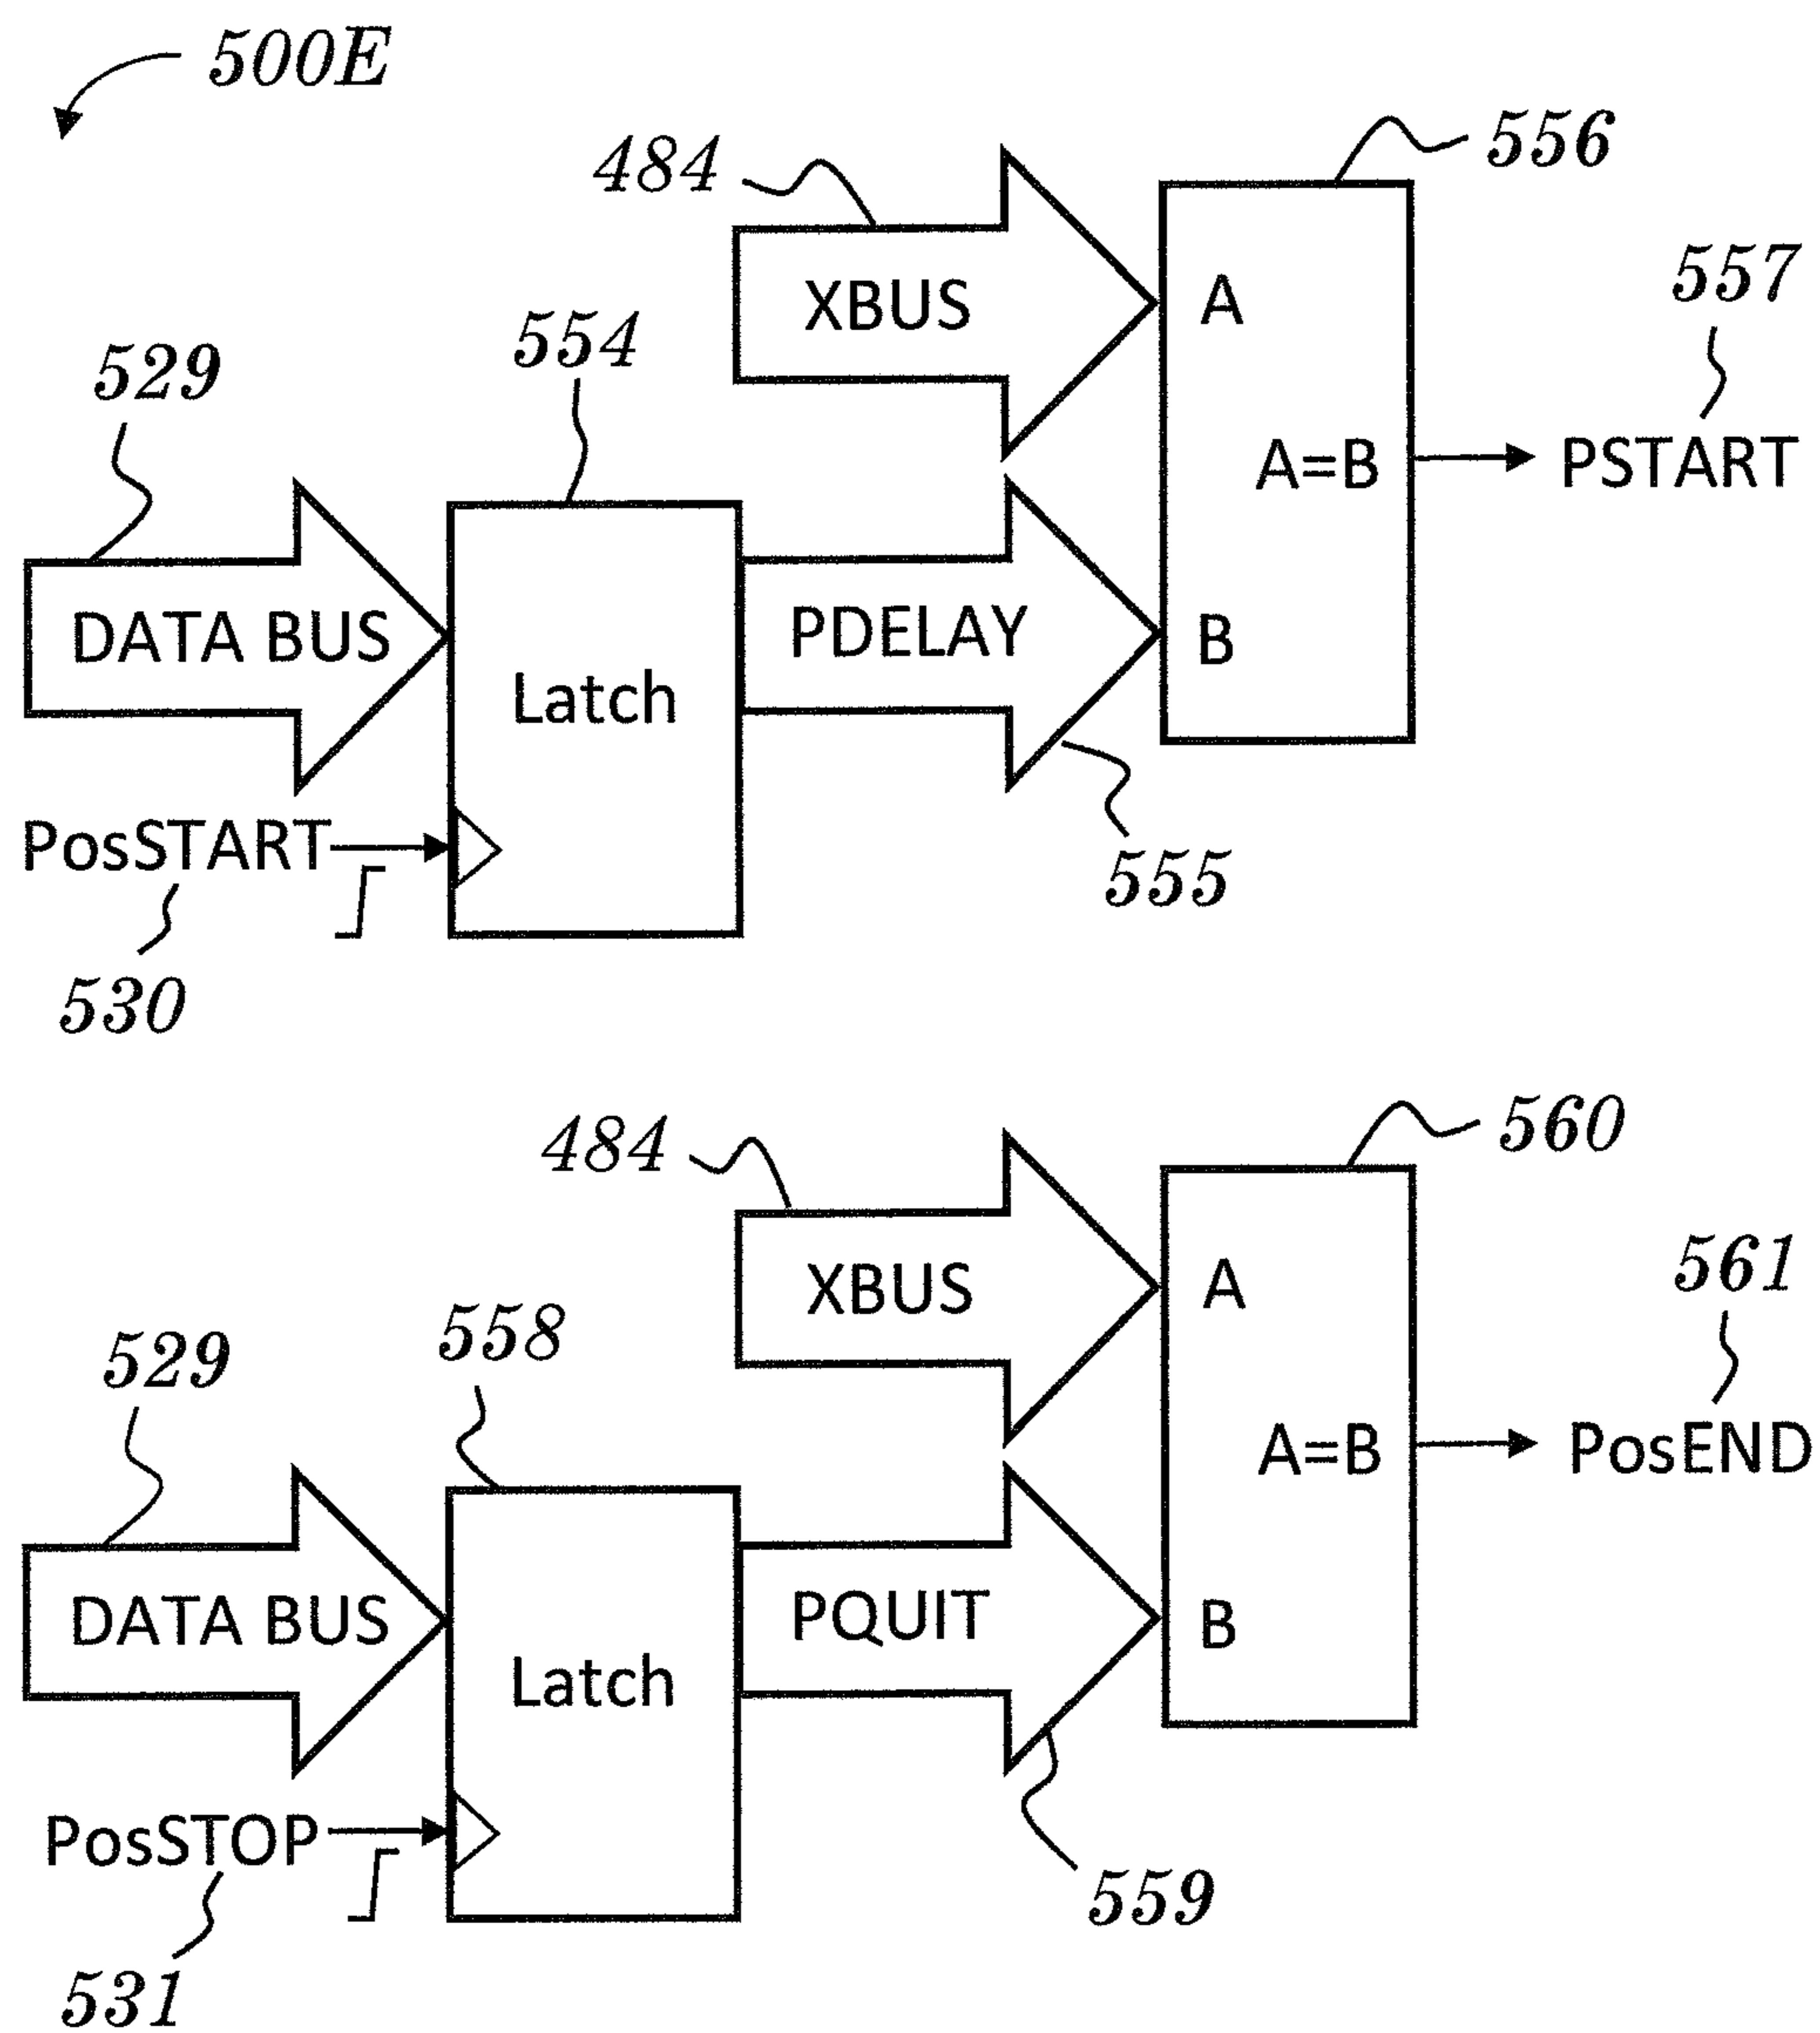 500E
484
556
XBUS
A
557
554
529
A=B
PSTART
DATA BUS
PDELAY
B
Latch
PosSTART
555
530
484
560
XBUS
A
561
558
529
A=B
PosEND
DATA BUS
PQUIT
B
Latch
PosSTOP
559
531